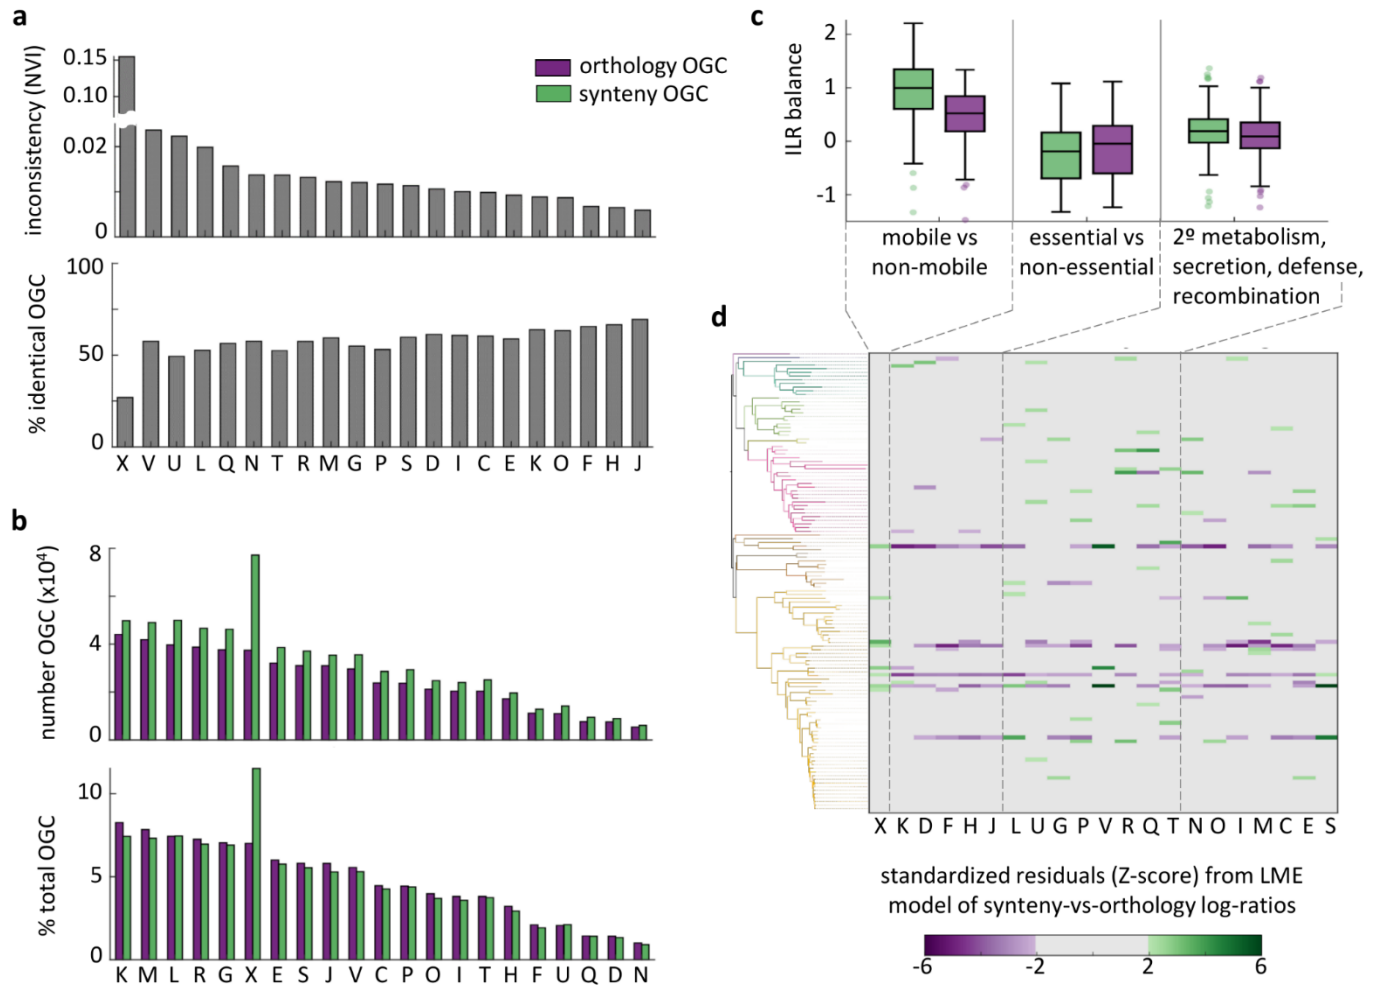 a
inconsistency (NVI)
0.15
0.10
0.02
0
orthology OGC
synteny OGC
% identical OGC
100
50
0
X V U L Q N T R M G P S D I C E K O F H J
b
number OGC (x10⁴)
8
4
0
% total OGC
10
5
0
K M L R G X E S J V C P O I T H F U Q D N
c
ILR balance
2
1
0
-1
mobile vs
non-mobile
essential vs
non-essential
2º metabolism,
secretion, defense,
recombination
d
X K D F H J L U G P V R Q T N O I M C E S
standardized residuals (Z-score) from LME
model of synteny-vs-orthology log-ratios
-6 -2 2 6